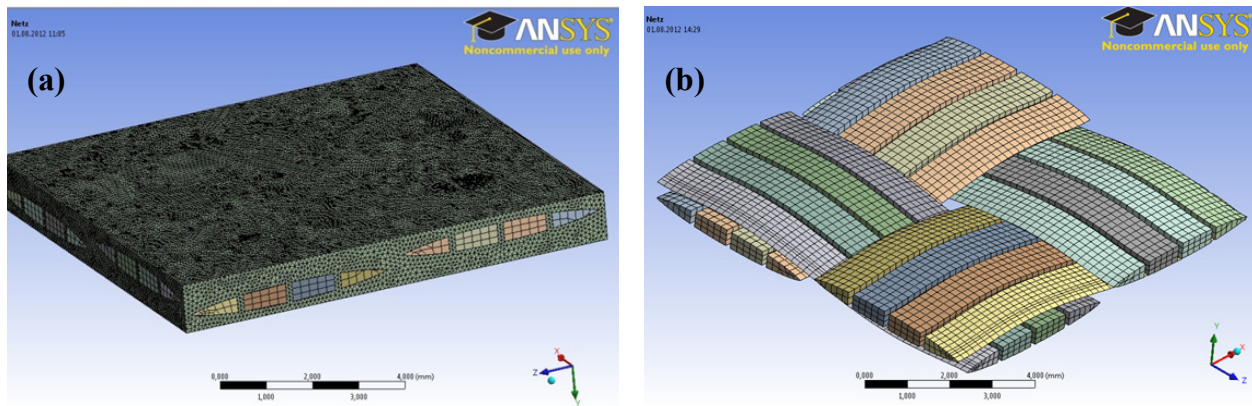 Netz
01.08.2012 11:05
ANSYS
Noncommercial use only
(a)
0,000
2,000
4,000 (mm)
1,000
3,000
X
Z
Y
Netz
01.08.2012 14:29
ANSYS
Noncommercial use only
(b)
0,000
2,000
4,000 (mm)
1,000
3,000
Y
X
Z